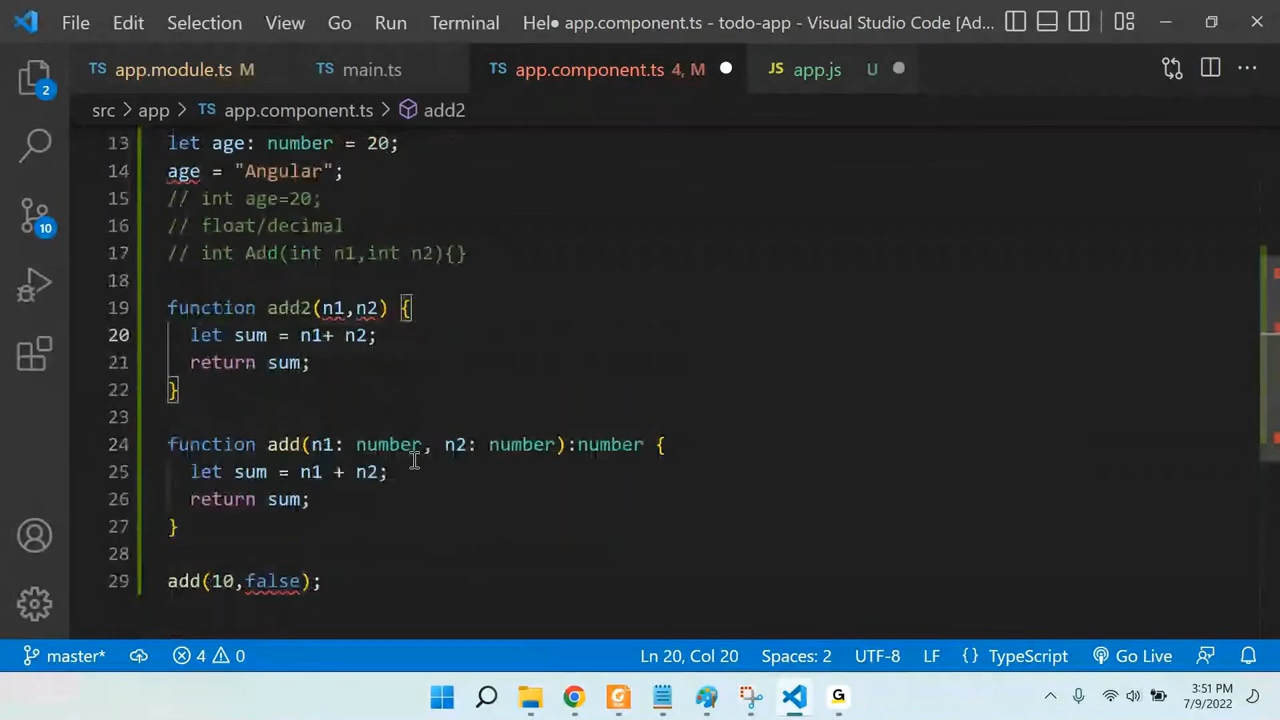 File Edit Selection View Go Run Terminal Hel● app.component.ts - todo-app - Visual Studio Code [Ad...
TS app.module.ts M TS main.ts TS app.component.ts 4, M ● JS app.js U ●
src > app > TS app.component.ts > add2
13 let age: number = 20;
14 age = "Angular";
15 // int age=20;
16 // float/decimal
17 // int Add(int n1,int n2){}
18
19 function add2(n1,n2) {
20 let sum = n1+ n2;
21 return sum;
22 }
23
24 function add(n1: number, n2: number):number {
25 let sum = n1 + n2;
26 return sum;
27 }
28
29 add(10,false);
2
10
master* 4 0 Ln 20, Col 20 Spaces: 2 UTF-8 LF {} TypeScript Go Live
G 3:51 PM
7/9/2022